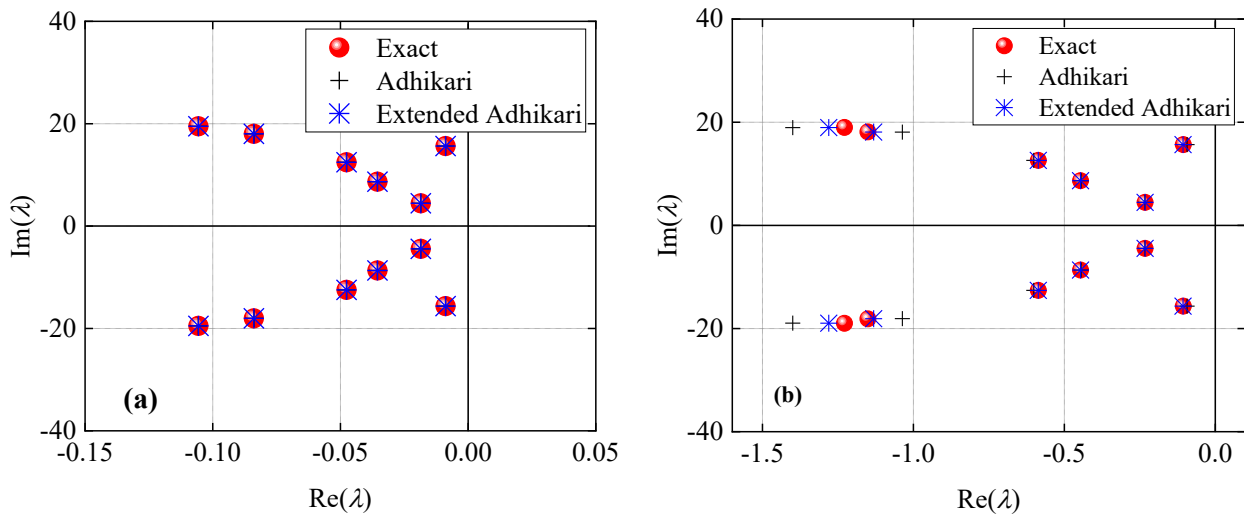 40
20
0
-20
-40
-0.15
-0.10
-0.05
0.00
0.05
Im(λ)
Re(λ)
Exact
Adhikari
Extended Adhikari
(a)
40
20
0
-20
-40
-1.5
-1.0
-0.5
0.0
Im(λ)
Re(λ)
Exact
Adhikari
Extended Adhikari
(b)